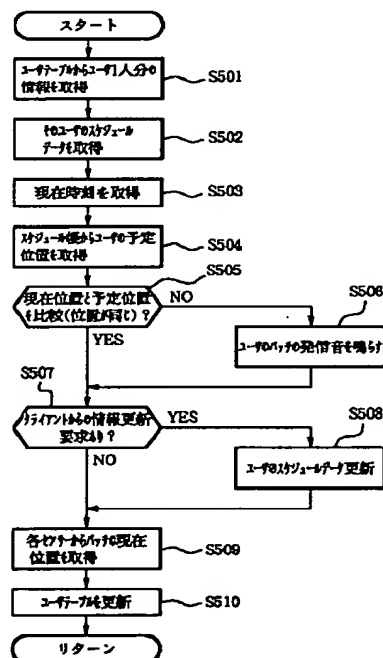 スタート
ユーザテーブルからユーザ1人分の
情報を取得
S501
そのユーザのスケジュール
データを取得
S502
現在時刻を取得
S503
スケジュール
からユーザの予定
位置を取得
S504
S505
現在位置と予定位置
を比較(位置が同じ)?
NO
YES
S506
ユーザのバッチの発信音を鳴らす
S507
クライアントからの情報更新
要求あり?
YES
NO
S508
ユーザのスケジュールデータ更新
各センサーからバッチの現在
位置を取得
S509
ユーザテーブルを更新
S510
リターン